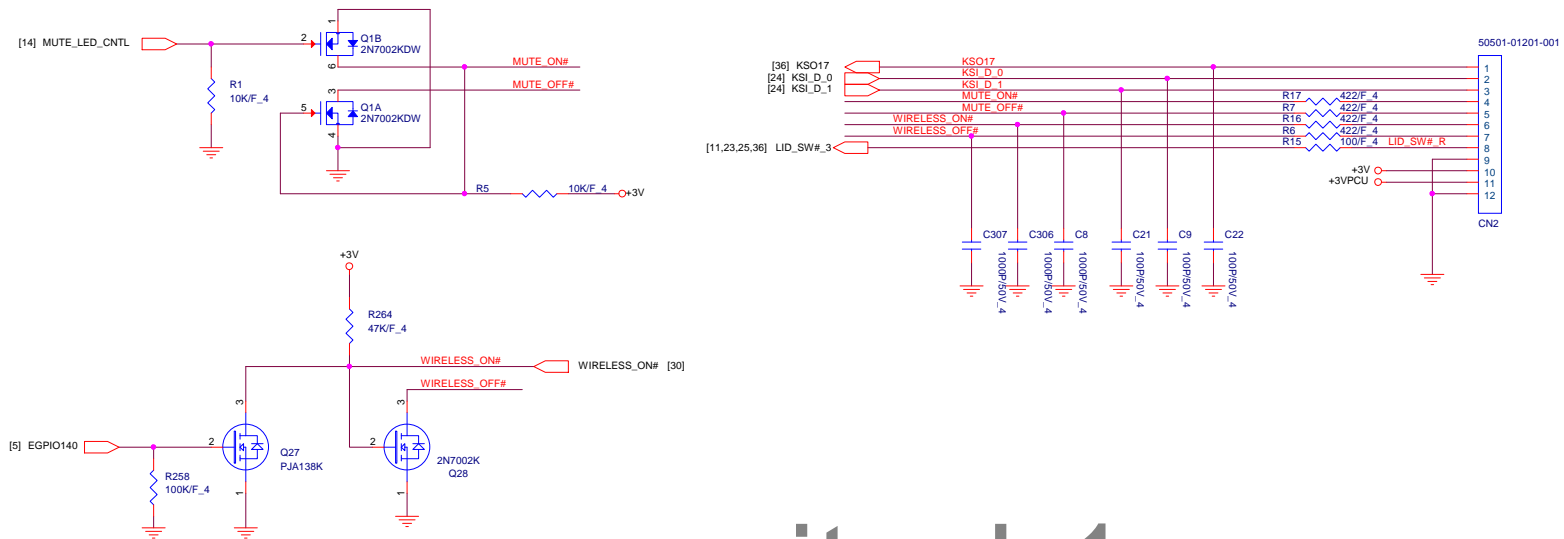 [14] MUTE_LED_CNTL
R1
10K/F_4
1
2
Q1B
2N7002KDW
6
MUTE_ON#
3
MUTE_OFF#
5
Q1A
2N7002KDW
4
R5
10K/F_4
+3V
+3V
R264
47K/F_4
WIRELESS_ON#
WIRELESS_ON# [30]
WIRELESS_OFF#
3
3
[5] EGPIO140
2
Q27
PJA138K
2
2N7002K
Q28
R258
100K/F_4
1
1
50501-01201-001
[36] KSO17
KSO17
1
[24] KSI_D_0
KSI_D_0
2
[24] KSI_D_1
KSI_D_1
3
MUTE_ON#
R17
422/F_4
4
MUTE_OFF#
R7
422/F_4
5
WIRELESS_ON#
R16
422/F_4
6
WIRELESS_OFF#
R6
422/F_4
7
[11,23,25,36] LID_SW#_3
R15
100/F_4
LID_SW#_R
8
9
+3V
10
+3VPCU
11
12
CN2
C307
1000P/50V_4
C306
1000P/50V_4
C8
1000P/50V_4
C21
100P/50V_4
C9
100P/50V_4
C22
100P/50V_4